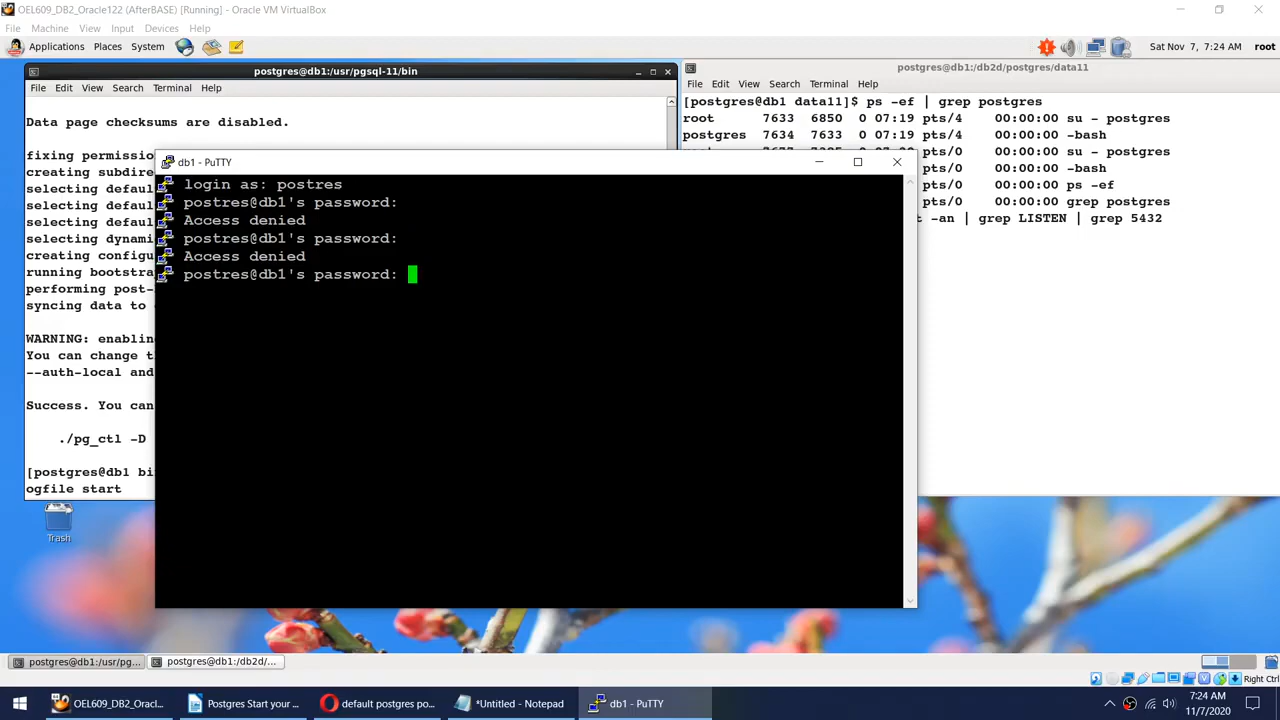 OEL609_DB2_Oracle122 (AfterBASE) [Running] - Oracle VM VirtualBox
File Machine View Input Devices Help
Applications Places System Sat Nov 7, 7:24 AM root
postgres@db1:/usr/pgsql-11/bin
File Edit View Search Terminal Help
Data page checksums are disabled.
fixing permissio
creating subdire
selecting defaul
selecting defaul
selecting defaul
selecting dynami
creating configu
running bootstra
performing post-
syncing data to
WARNING: enablin
You can change t
--auth-local and
Success. You can
./pg_ctl -D
[postgres@db1 bi
ogfile start
postgres@db1:/db2d/postgres/data11
File Edit View Search Terminal Help
[postgres@db1 data11]$ ps -ef | grep postgres
root 7633 6850 0 07:19 pts/4 00:00:00 su - postgres
postgres 7634 7633 0 07:19 pts/4 00:00:00 -bash
pts/0 00:00:00 su - postgres
pts/0 00:00:00 -bash
pts/0 00:00:00 ps -ef
pts/0 00:00:00 grep postgres
t -an | grep LISTEN | grep 5432
db1 - PuTTY
login as: postres
postres@db1's password:
Access denied
postres@db1's password:
Access denied
postres@db1's password:
Trash
postgres@db1:/usr/pg...
postgres@db1:/db2d/...
Right Ctrl
OEL609_DB2_Oracl...
Postgres Start your ...
default postgres po...
*Untitled - Notepad
db1 - PuTTY
7:24 AM
11/7/2020